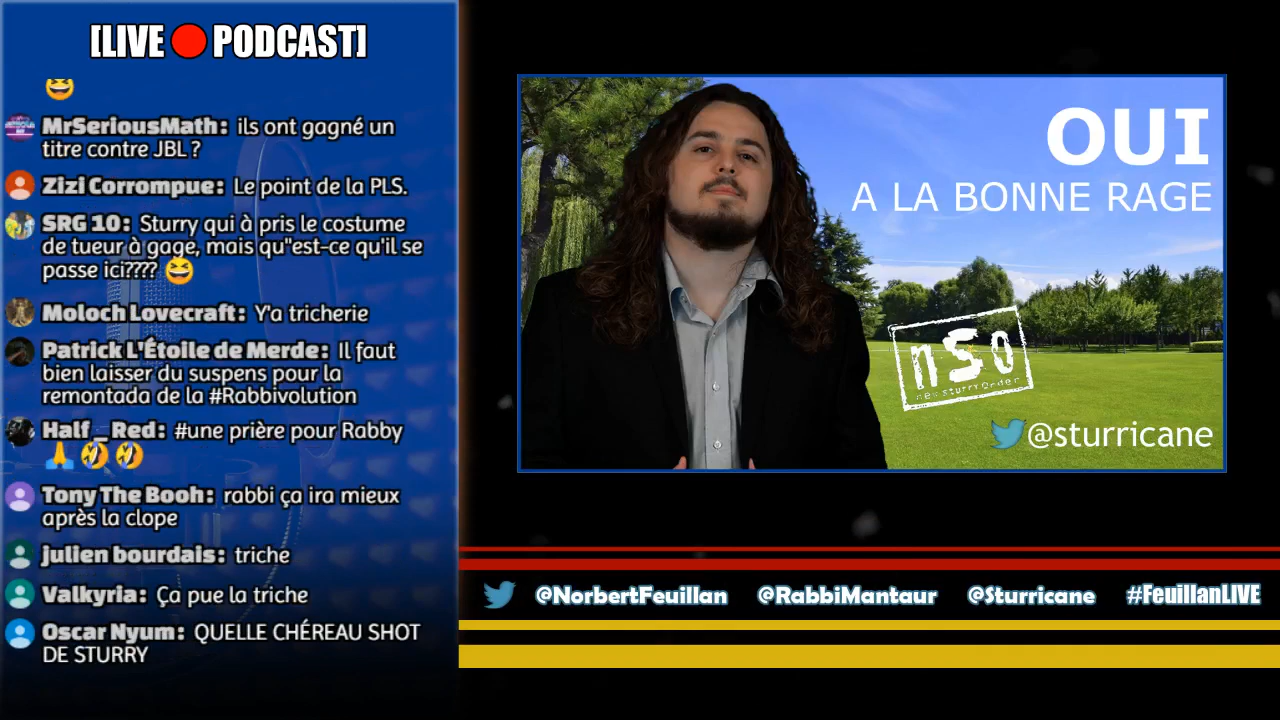 [LIVE 🔴 PODCAST]
😆
MrSeriousMath: ils ont gagné un
titre contre JBL ?
Zizi Corrompue: Le point de la PLS.
SRG 10: Sturry qui à pris le costume
de tueur à gage, mais qu"est-ce qu'il se
passe ici???? 😆
Moloch Lovecraft: Y'a tricherie
Patrick L'Étoile de Merde: Il faut
bien laisser du suspens pour la
remontada de la #Rabbivolution
Half_Red: #une prière pour Rabby
🙏🤣🤣
Tony The Booh: rabbi ça ira mieux
après la clope
julien bourdais: triche
Valkyria: Ça pue la triche
Oscar Nyum: QUELLE CHÉREAU SHOT
DE STURRY
OUI
A LA BONNE RAGE
nSo
new sturry Order
@sturricane
@NorbertFeuillan @RabbiMantaur @Sturricane #FeuillanLIVE